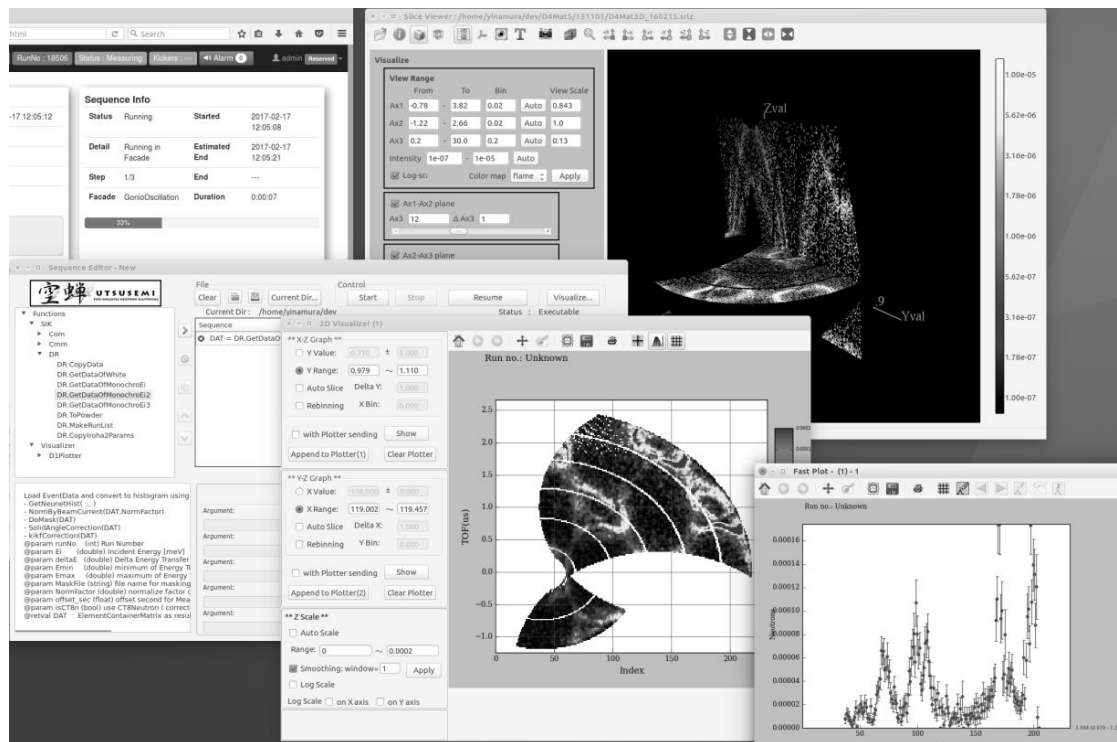 html
Search
RunNo : 18506 Status : Measuring Kickers : --- Alarm 0 admin Reserved
-17 12:05:12
Sequence Info
Status Running Started 2017-02-17 12:05:08
Detail Running in Facade Estimated End 2017-02-17 12:05:21
Step 1/3 End ---
Facade GonioOscillation Duration 0:00:07
33%
Slice Viewer : /home/yinamura/dev/D4Mat3/151101/D4Mat3D_160215.srlz
Visualize
View Range
From To Bin View Scale
Ax1 -0.78 - 3.82 0.02 Auto 0.843
Ax2 -1.22 - 2.66 0.02 Auto 1.0
Ax3 0.2 - 30.0 0.2 Auto 0.13
Intensity 1e-07 - 1e-05 Auto
Log-sc Color map flame Apply
Ax1-Ax2 plane
Ax3 12 Δ Ax3 1
Ax2-Ax3 plane
Zval
.9
Yval
1.00e-05
5.62e-06
3.16e-06
1.78e-06
1.00e-06
5.62e-07
3.16e-07
1.78e-07
1.00e-07
Sequence Editor - New
空蝉 UTSUSEMI
File
Clear Current Dir...
Control
Start Stop Resume Visualize...
Current Dir : /home/yinamura/dev Status : Executable
Functions
SIK
Com
Cmm
DR
DR.CopyData
DR.GetDataOfWhite
DR.GetDataOfMonochroEi
DR.GetDataOfMonochroEi2
DR.GetDataOfMonochroEi3
DR.ToPowder
DR.MakeRunList
DR.CopyIroha2Params
Visualizer
D1Plotter
Sequence
DAT = DR.GetDataO
Load EventData and convert to histogram using
- GetNeunetHist( ... )
- NormByBeamCurrent(DAT,NormFactor)
- DoMask(DAT)
- SolidAngleCorrection(DAT)
- kikfCorrection(DAT)
@param runNo (int) Run Number
@param Ei (double) Incident Energy [meV]
@param deltaE (double) Delta Energy Transfer
@param Emin (double) minimum of Energy T
@param Emax (double) maximum of Energy
@param MaskFile (string) file name for masking
@param NormFactor (double) normalize factor
@param offset_sec (float) offset second for Mea
@param isCT8n (bool) use CT8Neutron ( correct
@retval DAT ElementContainerMatrix as resul
Argument:
Argument:
Argument:
Argument:
2D Visualizer (1)
** X-Z Graph **
Y Value: 0.710 ± 0.000
Y Range: 0.979 ~ 1.110
Auto Slice Delta Y: 1.000
Rebinning X Bin: 0.000
with Plotter sending Show
Append to Plotter(1) Clear Plotter
** Y-Z Graph **
X Value: 116.000 ± 0.000
X Range: 119.002 ~ 119.457
Auto Slice Delta X: 1.000
Rebinning Y Bin: 0.000
with Plotter sending Show
Append to Plotter(2) Clear Plotter
** Z Scale **
Auto Scale
Range: 0 ~ 0.0002
Smoothing: window= 1 Apply
Log Scale
Log Scale on X axis on Y axis
Run no.: Unknown
TOF(us)
2.5
2.0
1.5
1.0
0.5
0.0
−0.5
−1.0
0 50 100 150 200
Index
Fast Plot - (1) - 1
Run no.: Unknown
Neutrons
0.00016
0.00014
0.00012
0.00010
0.00008
0.00006
0.00004
0.00002
0.00000
50 100 150 200